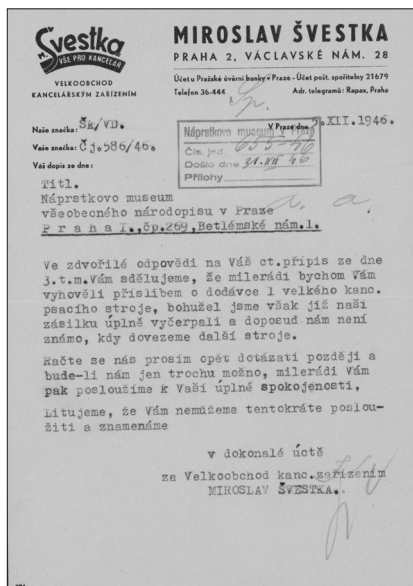 M. Švestka
VŠE PRO KANCELÁŘ
VELKOOBCHOD
KANCELÁŘSKÝM ZAŘÍZENÍM
MIROSLAV ŠVESTKA
PRAHA 2, VÁCLAVSKÉ NÁM. 28
Účet u Pražské úvěrní banky v Praze - Účet pošt. spořitelny 21679
Telefon 36-444 Adr. telegramů: Rapax, Praha
Naše značka: Šk/VD.
Vaše značka: Čj.586/46.
Váš dopis ze dne:
V Praze dne 5.XII.1946.
Náprstkovo museum v Praze
Čís. jed. 655-46
Došlo dne
Přílohy
Titl.
Náprstkovo museum
všeobecného národopisu v Praze
P r a h a I., čp.269, Betlémské nám.1.
a. a.
Ve zdvořilé odpovědi na Váš ct.přípis ze dne
3.t.m.Vám sdělujeme, že milerádi bychom Vám
vyhověli příslibem o dodávce 1 velkého kanc.
psacího stroje, bohužel jsme však již naši
zásilku úplně vyčerpali a doposud nám není
známo, kdy dovezeme další stroje.
Račte se nás prosím opět dotázati později a
bude-li nám jen trochu možno, milerádi Vám
pak posloužíme k Vaší úplné spokojenosti.
Litujeme, že Vám nemůžeme tentokráte poslou-
žiti a znamenáme
v dokonalé úctě
za Velkoobchod kanc.zařízením
MIROSLAV ŠVESTKA.